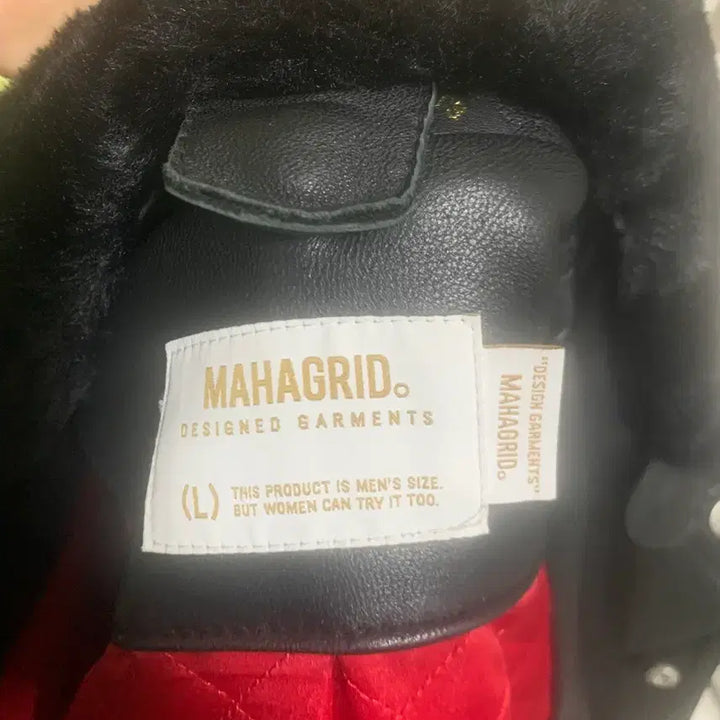 MAHAGRID.
DESIGNED GARMENTS
(L) THIS PRODUCT IS MEN'S SIZE.
BUT WOMEN CAN TRY IT TOO.
"DESIGN GARMENTS"
MAHAGRID.